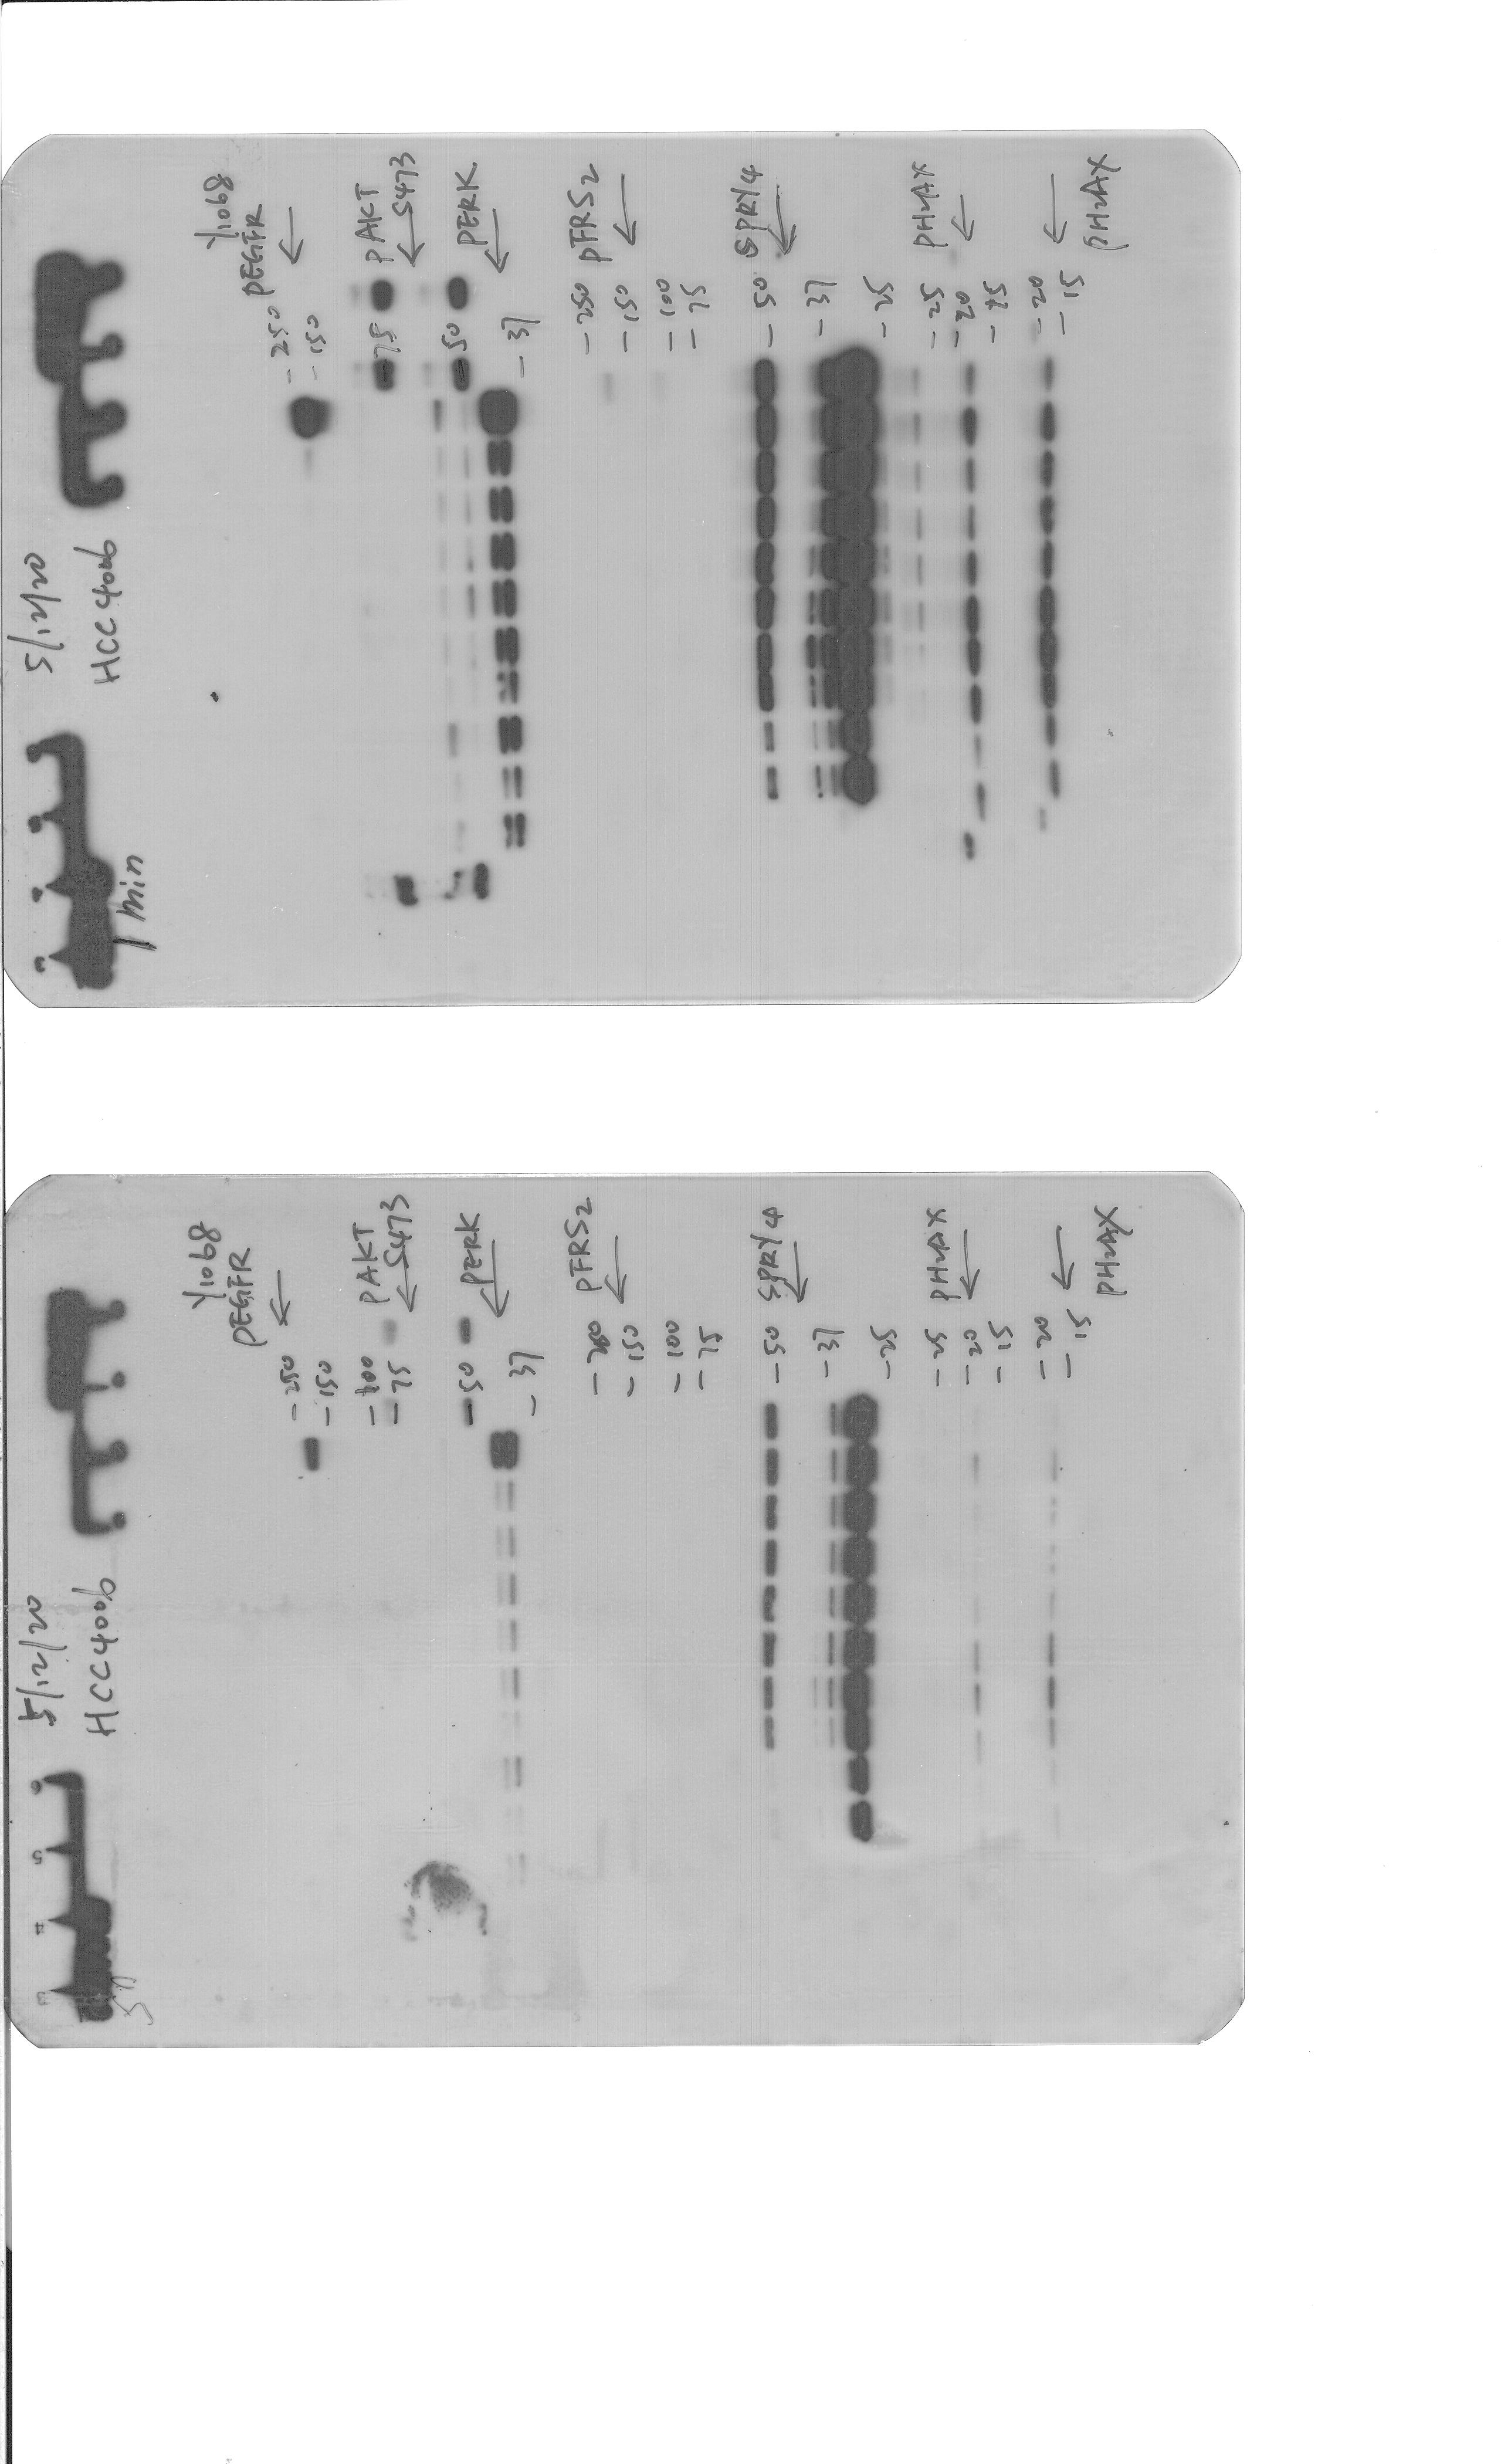 3 4 5 6
5/12/20
HCC4006
Y1068
pEGFR
- 250 ←
- 150
- 100 pAKT
- 75 ← S473
- 50 pERK
←
- 37
pFRS2
- 250
←
- 150
- 100
- 75
- 50 SPRY4
←
- 37
- 25
- 25 pH2AX
- 20 ←
- 15
- 20
- 15 ←
pH2AX
5/12/20
HCC4006
1 min
Y1068
pEGFR
- 250
←
- 150
75 pAKT
← S473
50 pERK
←
- 37
- 250 pFRS2
- 150 ←
- 100
- 75
SPRY4
- 50
←
- 37
- 25
- 25 pH2AX
- 20 ←
- 15
- 20
- 15 ←
pH2AX